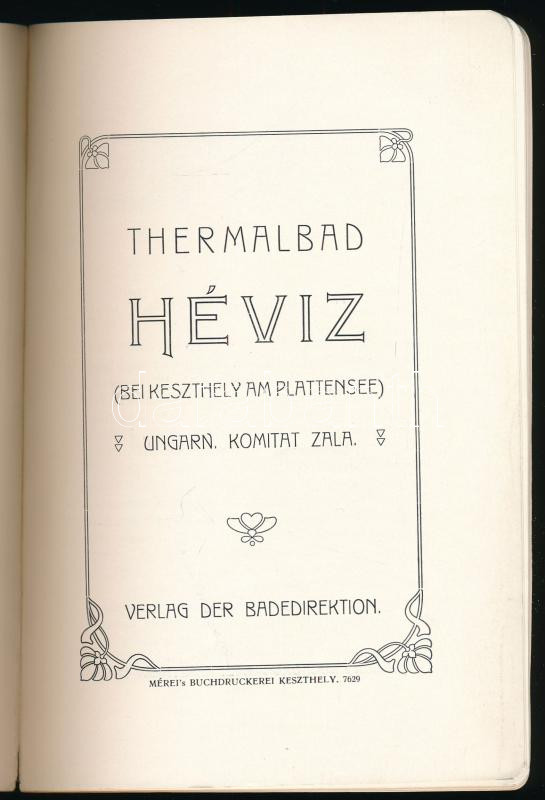 THERMALBAD
HÉVIZ
(BEI KESZTHELY AM PLATTENSEE)
UNGARN. KOMITAT ZALA.
VERLAG DER BADEDIREKTION.
MÉREI's BUCHDRUCKEREI KESZTHELY. 7629